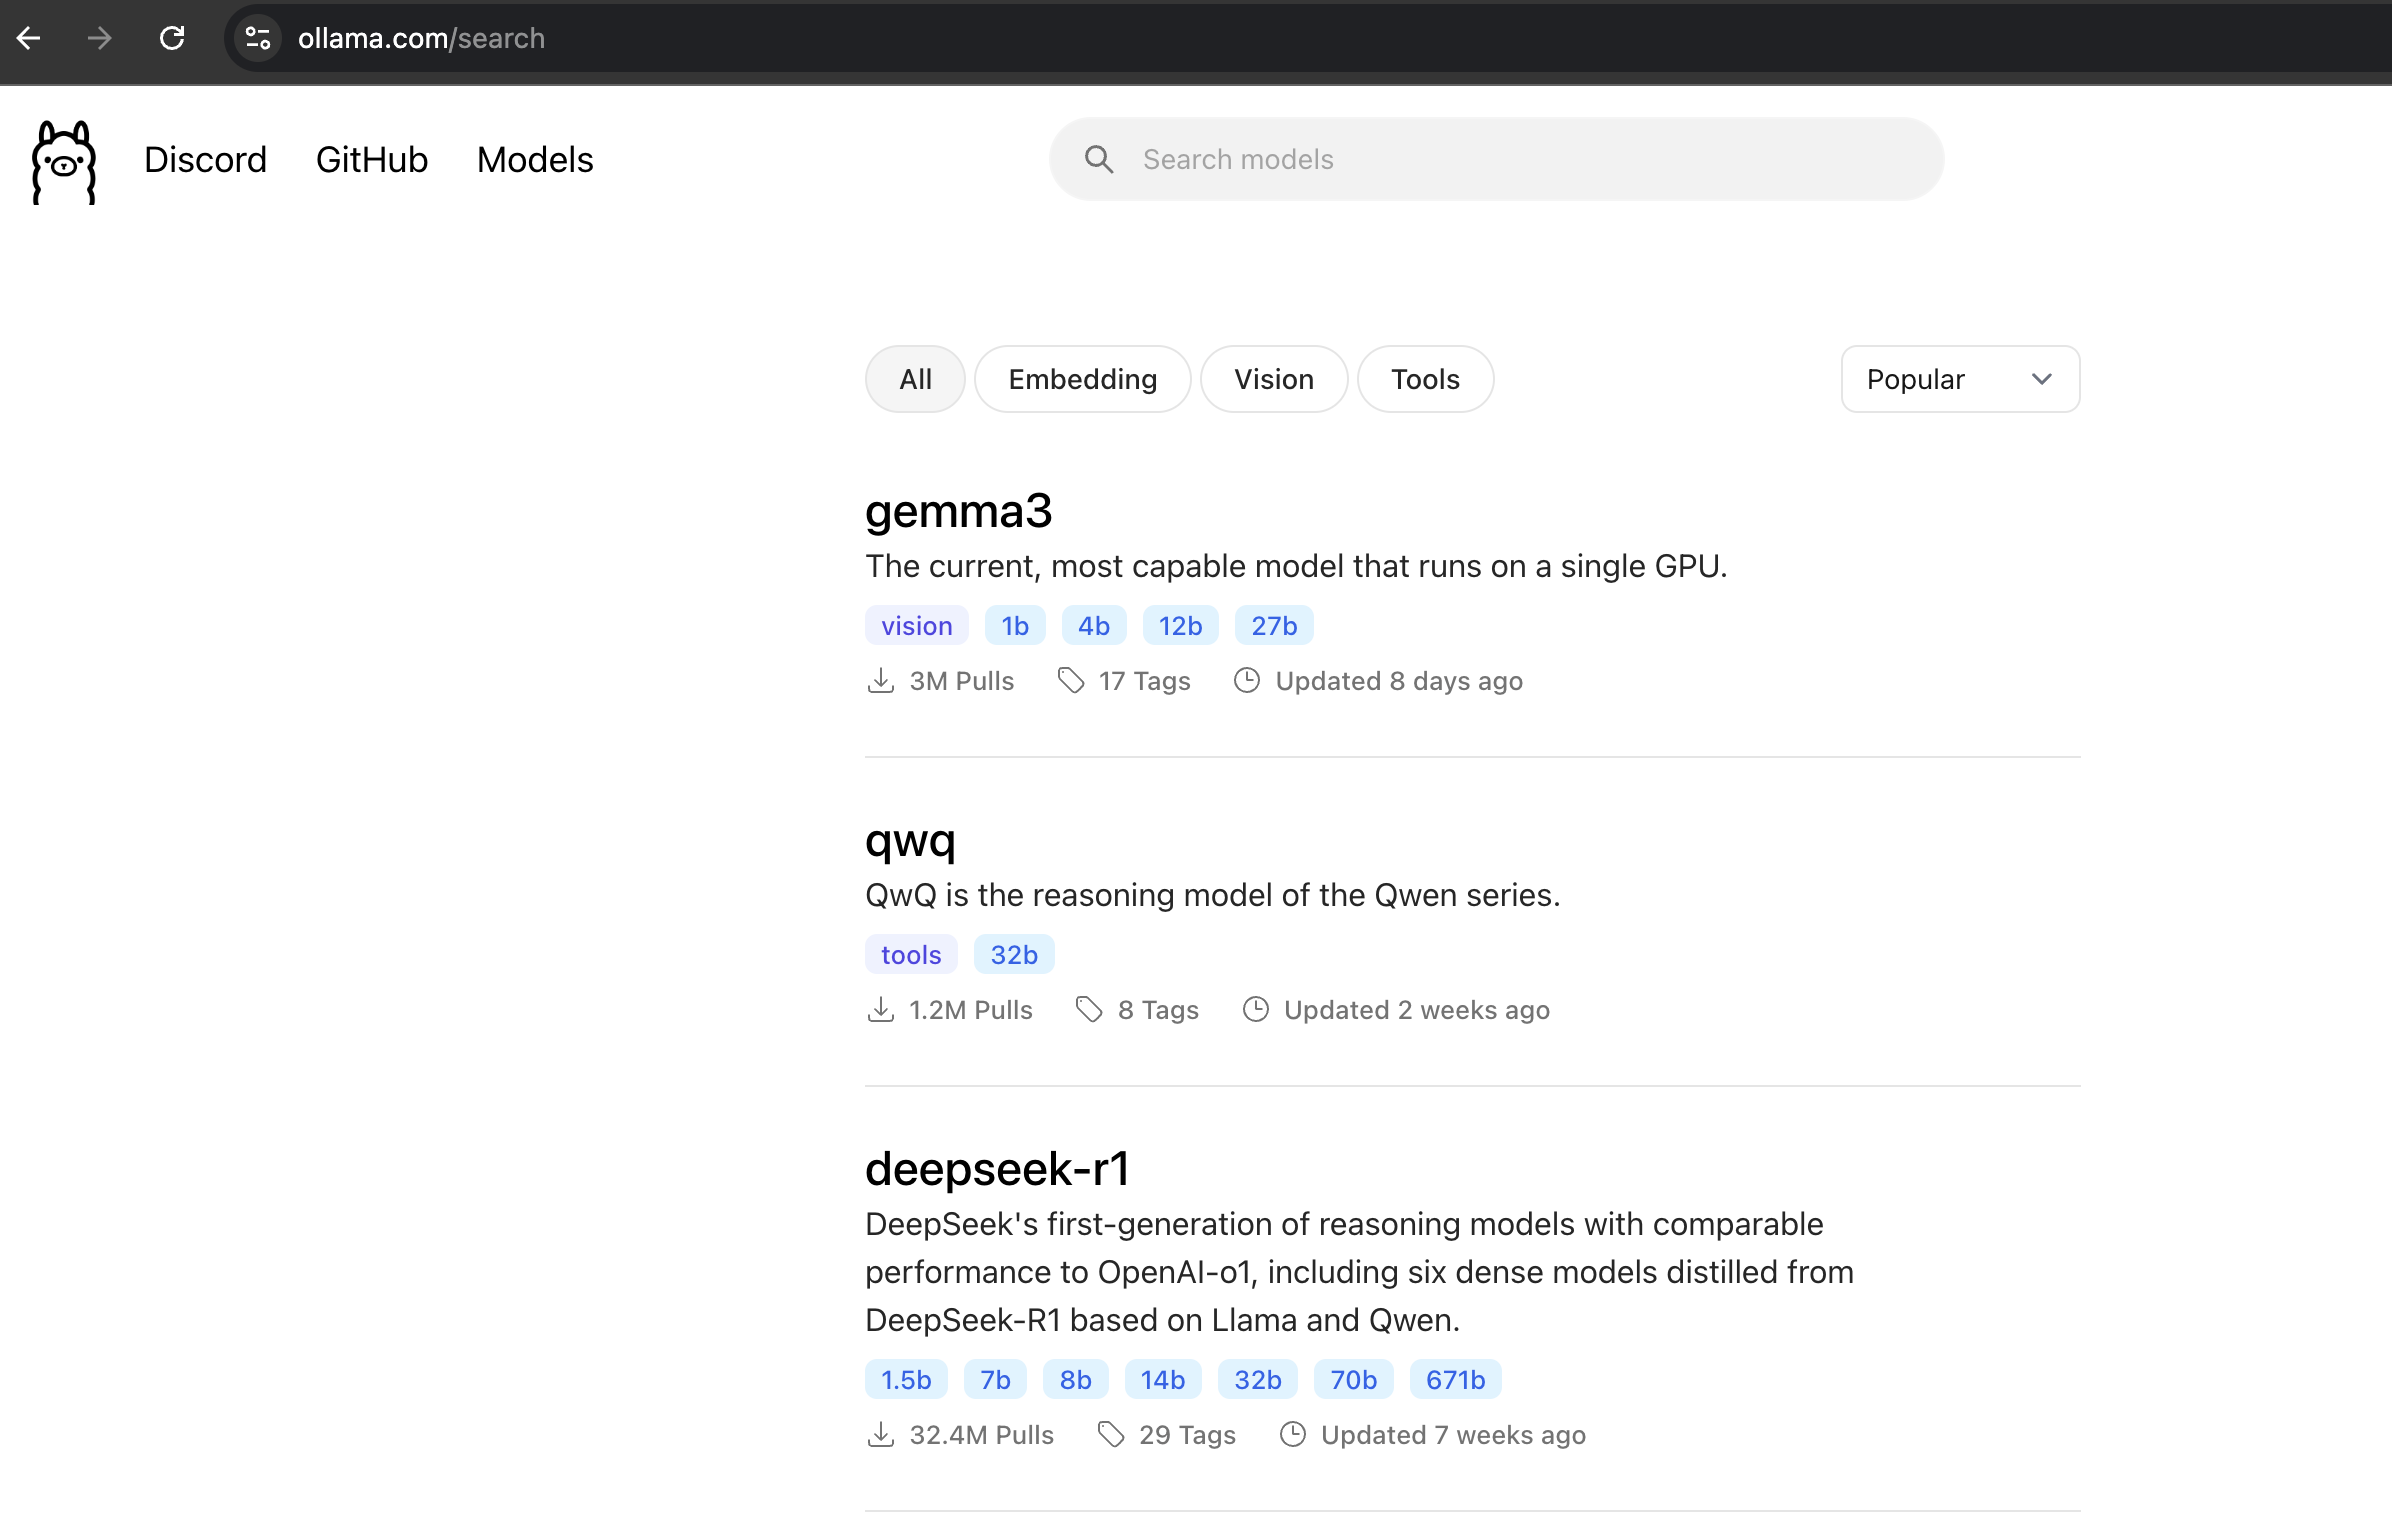 ollama.com/search
Discord GitHub Models Search models
All Embedding Vision Tools Popular
gemma3
The current, most capable model that runs on a single GPU.
vision 1b 4b 12b 27b
3M Pulls 17 Tags Updated 8 days ago
qwq
QwQ is the reasoning model of the Qwen series.
tools 32b
1.2M Pulls 8 Tags Updated 2 weeks ago
deepseek-r1
DeepSeek's first-generation of reasoning models with comparable
performance to OpenAI-o1, including six dense models distilled from
DeepSeek-R1 based on Llama and Qwen.
1.5b 7b 8b 14b 32b 70b 671b
32.4M Pulls 29 Tags Updated 7 weeks ago